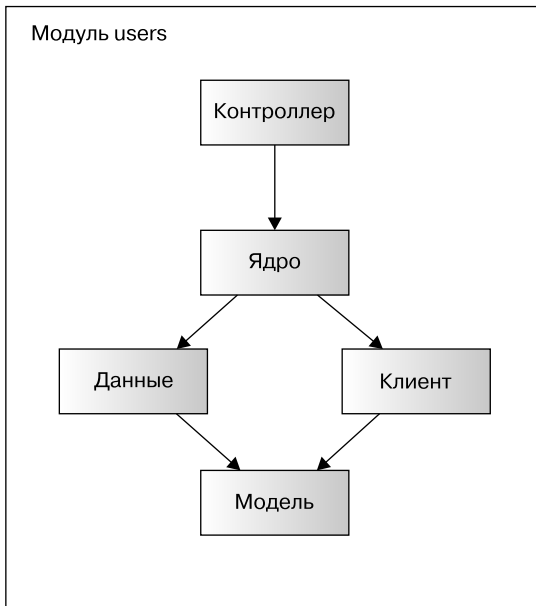 Модуль users
Контроллер
Ядро
Данные
Клиент
Модель